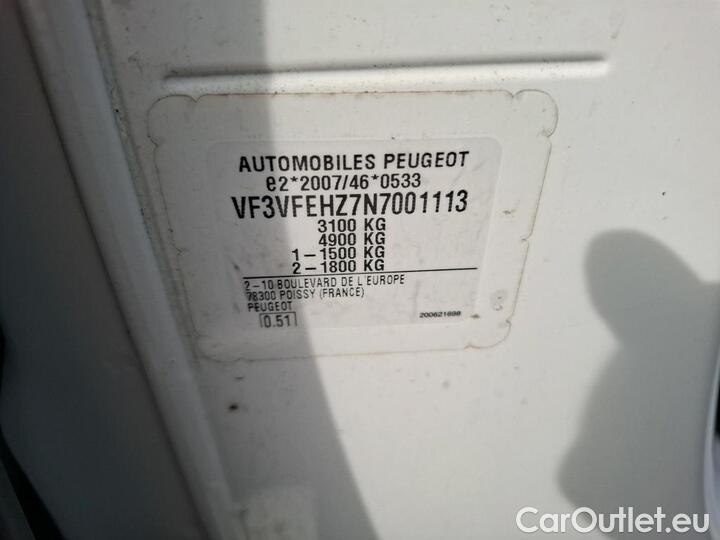 AUTOMOBILES PEUGEOT
e2*2007/46*0533
VF3VFEHZ7N7001113
3100 KG
4900 KG
1-1500 KG
2-1800 KG
2-10 BOULEVARD DE L'EUROPE
78300 POISSY (FRANCE)
PEUGEOT
0.51
200621698
CarOutlet.eu